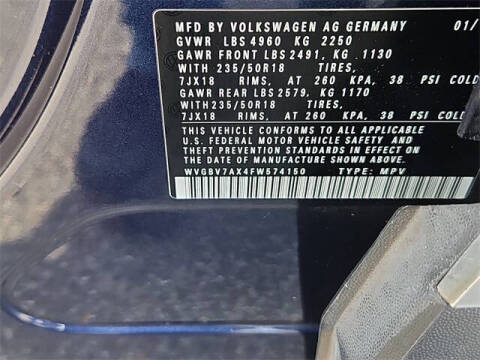 MFD BY VOLKSWAGEN AG GERMANY 01/
GVWR LBS 4960 KG 2250
GAWR FRONT LBS 2491, KG 1130
WITH 235/50R18 TIRES,
7JX18 RIMS, AT 260 KPA, 38 PSI COLD
GAWR REAR LBS 2579, KG 1170
WITH 235/50R18 TIRES,
7JX18 RIMS, AT 260 KPA, 38 PSI COLD
THIS VEHICLE CONFORMS TO ALL APPLICABLE
U.S. FEDERAL MOTOR VEHICLE SAFETY AND
THEFT PREVENTION STANDARDS IN EFFECT ON THE
DATE OF MANUFACTURE SHOWN ABOVE.
WVGBV7AX4FW574150 TYPE: MPV